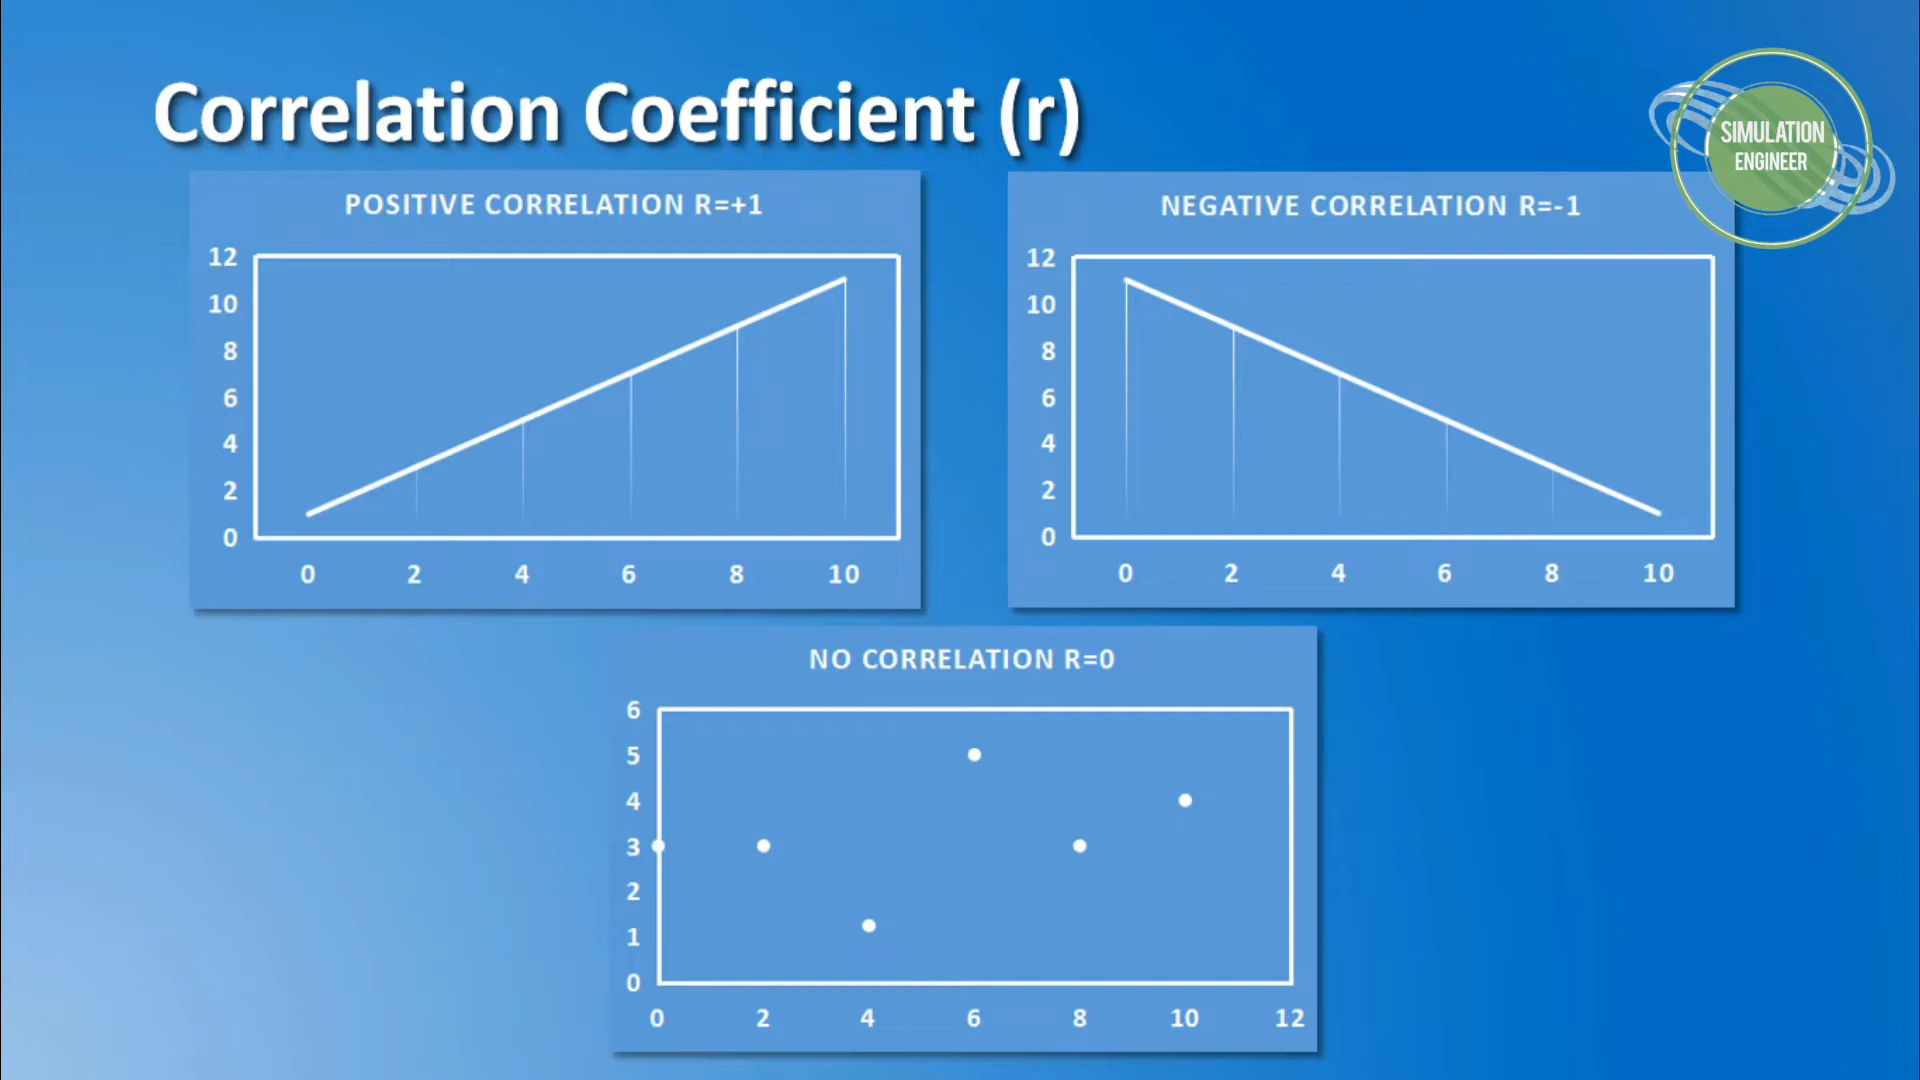 Correlation Coefficient (r)
SIMULATION
ENGINEER
POSITIVE CORRELATION R=+1
12
10
8
6
4
2
0
0 2 4 6 8 10
NEGATIVE CORRELATION R=-1
12
10
8
6
4
2
0
0 2 4 6 8 10
NO CORRELATION R=0
6
5
4
3
2
1
0
0 2 4 6 8 10 12